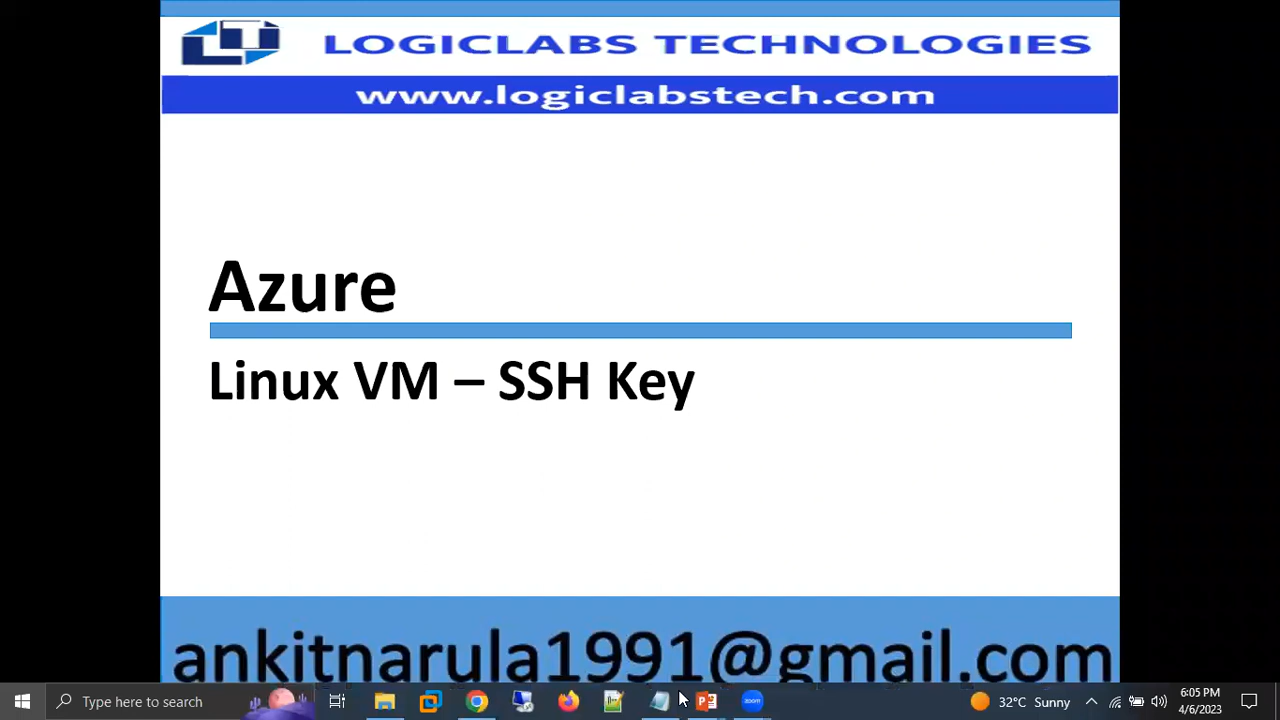 LOGICLABS TECHNOLOGIES
www.logiclabstech.com
Azure
Linux VM – SSH Key
ankitnarula1991@gmail.com
Type here to search
32°C Sunny
6:05 PM
4/6/2023